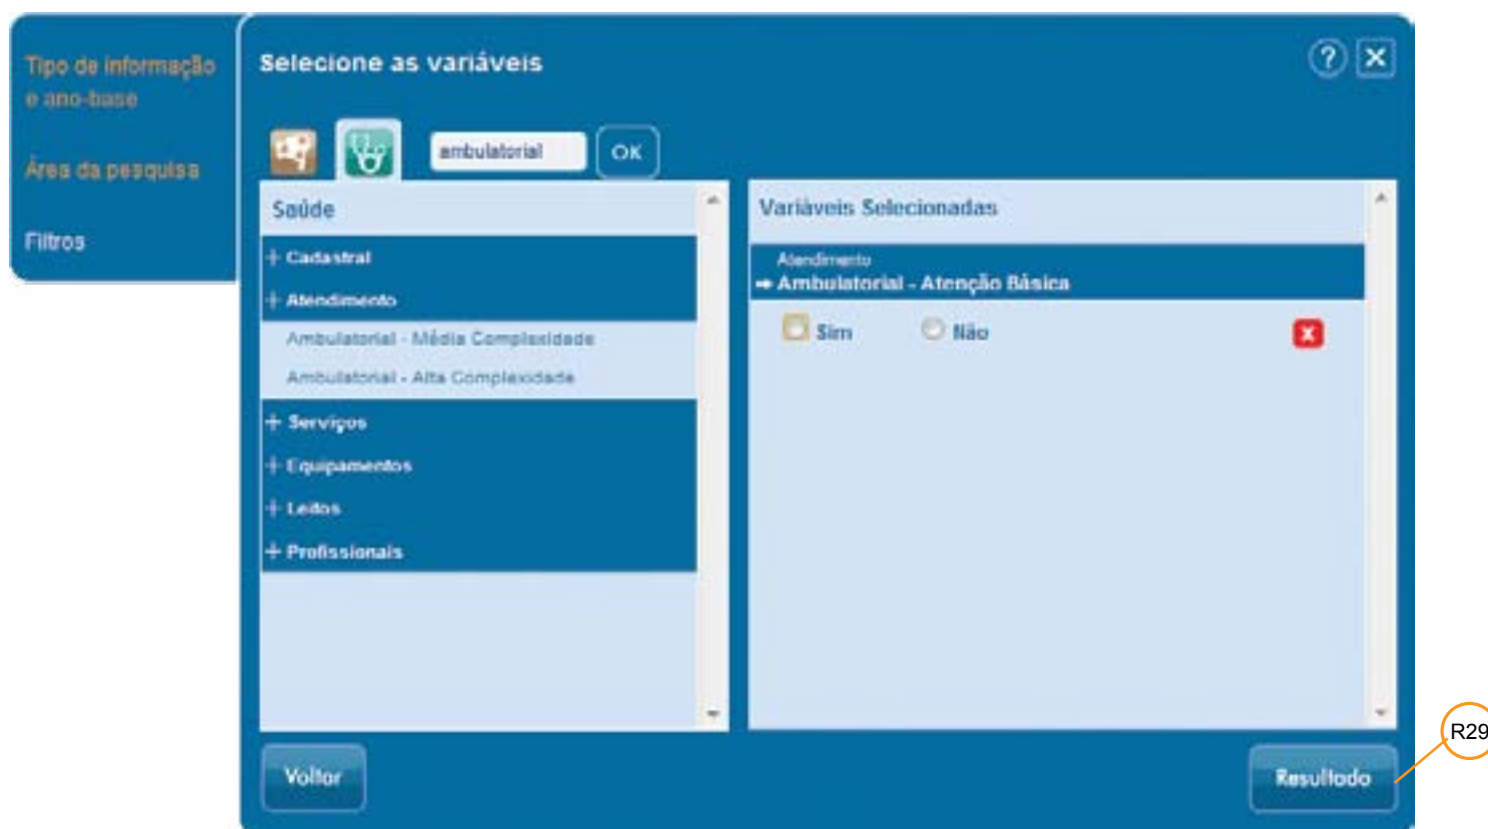 Tipo de informação
e ano-base
Área da pesquisa
Filtros
Selecione as variáveis
?
ambulatorial
OK
Saúde
+ Cadastral
+ Atendimento
Ambulatorial - Média Complexidade
Ambulatorial - Alta Complexidade
+ Serviços
+ Equipamentos
+ Leitos
+ Profissionais
Variáveis Selecionadas
Atendimento
Ambulatorial - Atenção Básica
Sim
Não
x
Voltar
Resultado
R29